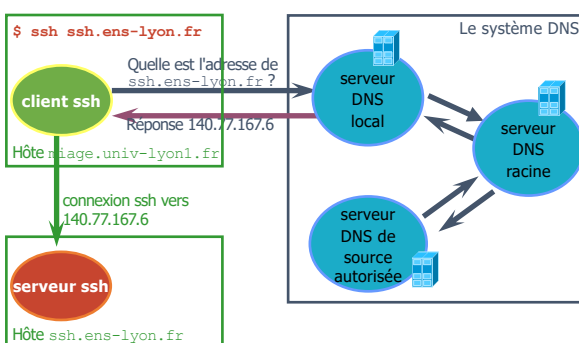 $ ssh ssh.ens-lyon.fr
Le système DNS
Quelle est l'adresse de
ssh.ens-lyon.fr ?
client ssh
Réponse 140.77.167.6
Hôte miage.univ-lyon1.fr
serveur
DNS
local
serveur
DNS
racine
connexion ssh vers
140.77.167.6
serveur
DNS de
source
autorisée
serveur ssh
Hôte ssh.ens-lyon.fr